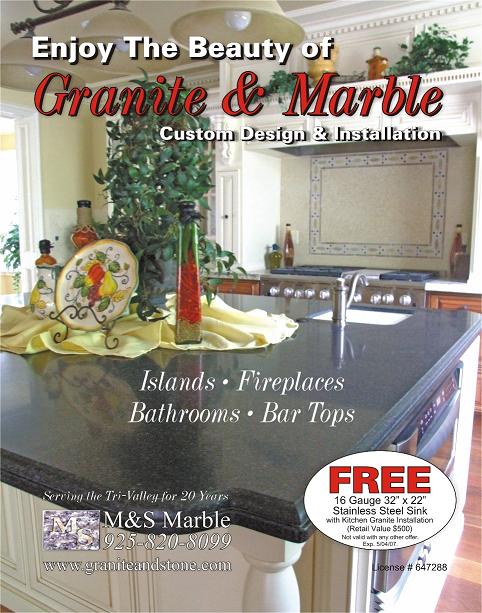 Enjoy The Beauty of
Granite & Marble
Custom Design & Installation
Islands • Fireplaces
Bathrooms • Bar Tops
Serving the Tri-Valley for 20 Years
M&S
M&S Marble
925-820-8099
www.graniteandstone.com
FREE
16 Gauge 32" x 22"
Stainless Steel Sink
with Kitchen Granite Installation
(Retail Value $500)
Not valid with any other offer.
Exp. 5/04/07.
License # 647288